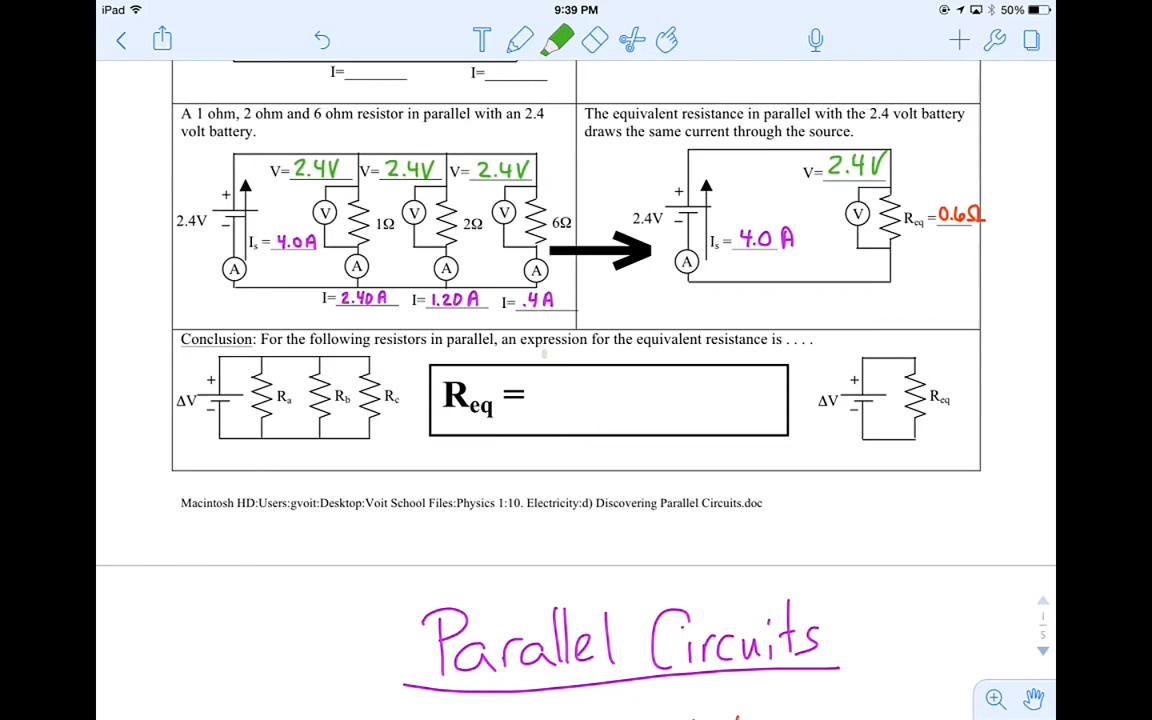 iPad 9:39 PM 50%
T
I=________ I=________
A 1 ohm, 2 ohm and 6 ohm resistor in parallel with an 2.4
volt battery.
The equivalent resistance in parallel with the 2.4 volt battery
draws the same current through the source.
V= 2.4V V= 2.4V V= 2.4V
V= 2.4V
+
+
V V V
V
2.4V 1Ω 2Ω 6Ω
2.4V Req = 0.6Ω
−
−
Is = 4.0A
Is = 4.0 A
A A A A
A
I= 2.40A I= 1.20A I= .4A
Conclusion: For the following resistors in parallel, an expression for the equivalent resistance is . . . .
+
ΔV Ra Rb Rc
−
Req =
+
ΔV Req
−
Macintosh HD:Users:gvoit:Desktop:Voit School Files:Physics 1:10. Electricity:d) Discovering Parallel Circuits.doc
Parallel Circuits
1
5